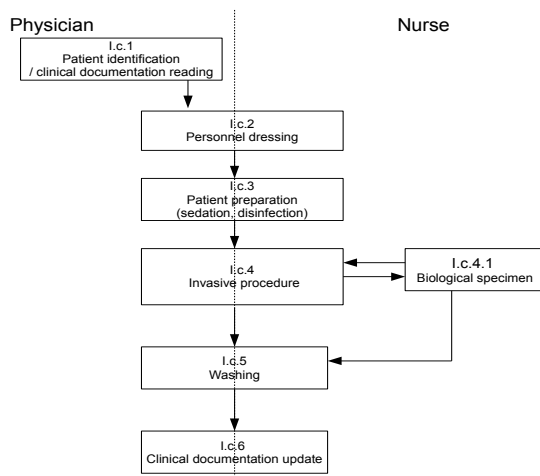 Physician
Nurse
I.c.1
Patient identification
/ clinical documentation reading
I.c.2
Personnel dressing
I.c.3
Patient preparation
(sedation, disinfection)
I.c.4
Invasive procedure
I.c.4.1
Biological specimen
I.c.5
Washing
I.c.6
Clinical documentation update